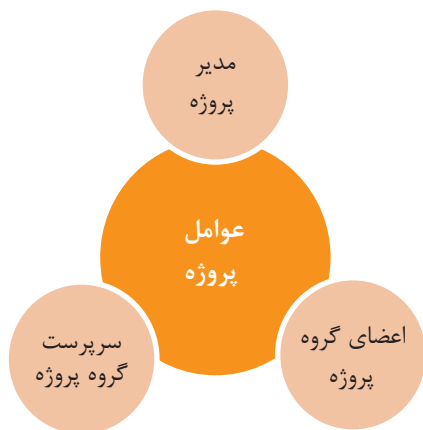 مدیر
پروژه
عوامل
پروژه
اعضای گروه
پروژه
سرپرست
گروه پروژه